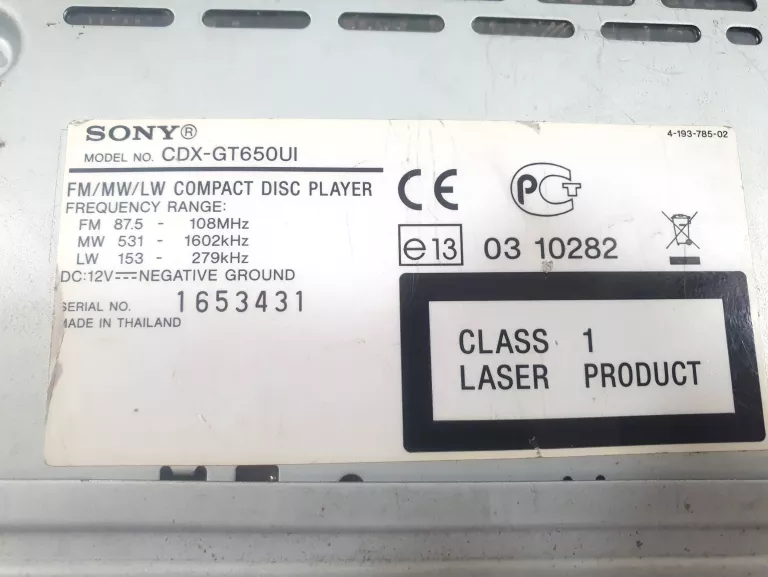 SONY®
MODEL NO. CDX-GT650UI
4-193-785-02
FM/MW/LW COMPACT DISC PLAYER
FREQUENCY RANGE:
FM 87.5 - 108MHz
MW 531 - 1602kHz
LW 153 - 279kHz
DC:12V⎓NEGATIVE GROUND
SERIAL NO. 1653431
MADE IN THAILAND
CE
PCT
e13 03 10282
CLASS 1
LASER PRODUCT